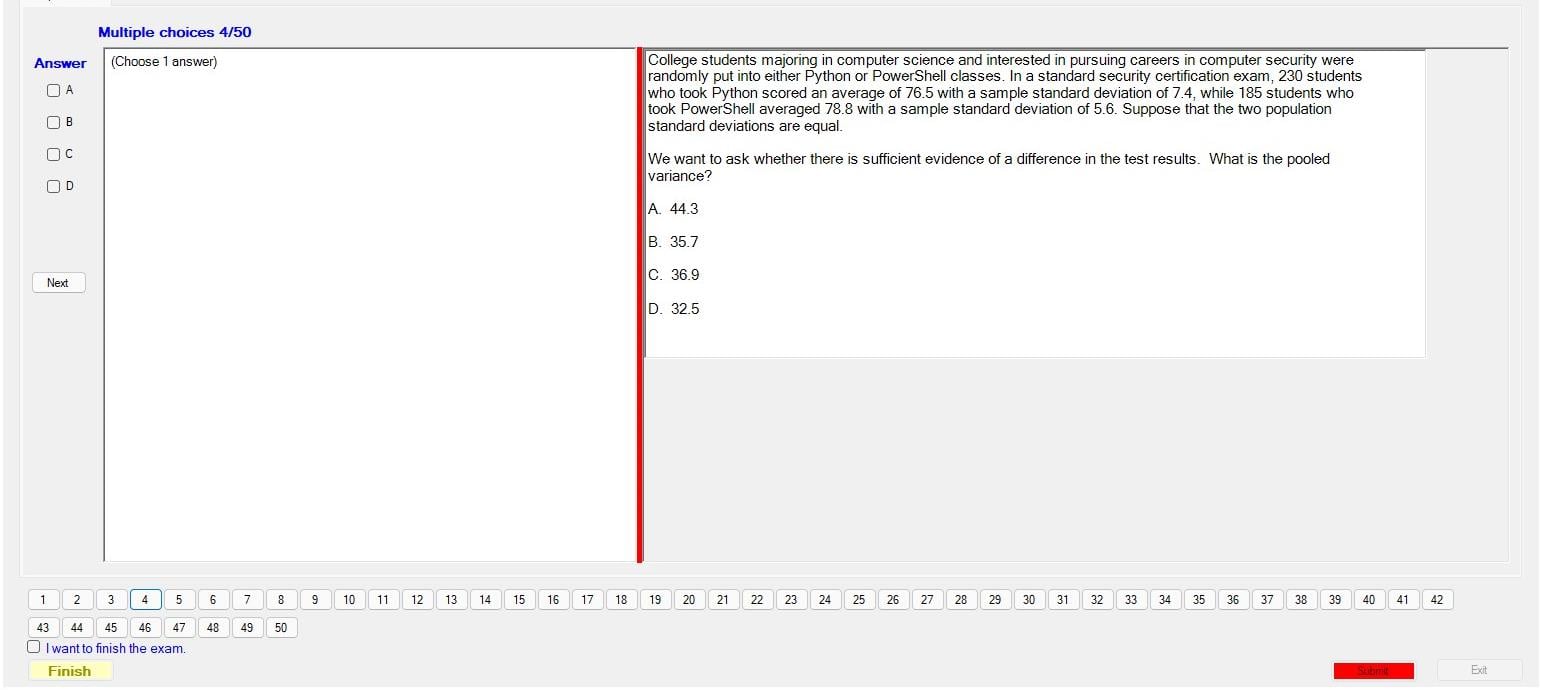 Multiple choices 4/50
Answer
(Choose 1 answer)
A
B
C
D
Next
College students majoring in computer science and interested in pursuing careers in computer security were
randomly put into either Python or PowerShell classes. In a standard security certification exam, 230 students
who took Python scored an average of 76.5 with a sample standard deviation of 7.4, while 185 students who
took PowerShell averaged 78.8 with a sample standard deviation of 5.6. Suppose that the two population
standard deviations are equal.
We want to ask whether there is sufficient evidence of a difference in the test results. What is the pooled
variance?
A. 44.3
B. 35.7
C. 36.9
D. 32.5
1 2 3 4 5 6 7 8 9 10 11 12 13 14 15 16 17 18 19 20 21 22 23 24 25 26 27 28 29 30 31 32 33 34 35 36 37 38 39 40 41 42
43 44 45 46 47 48 49 50
I want to finish the exam.
Finish
Submit
Exit